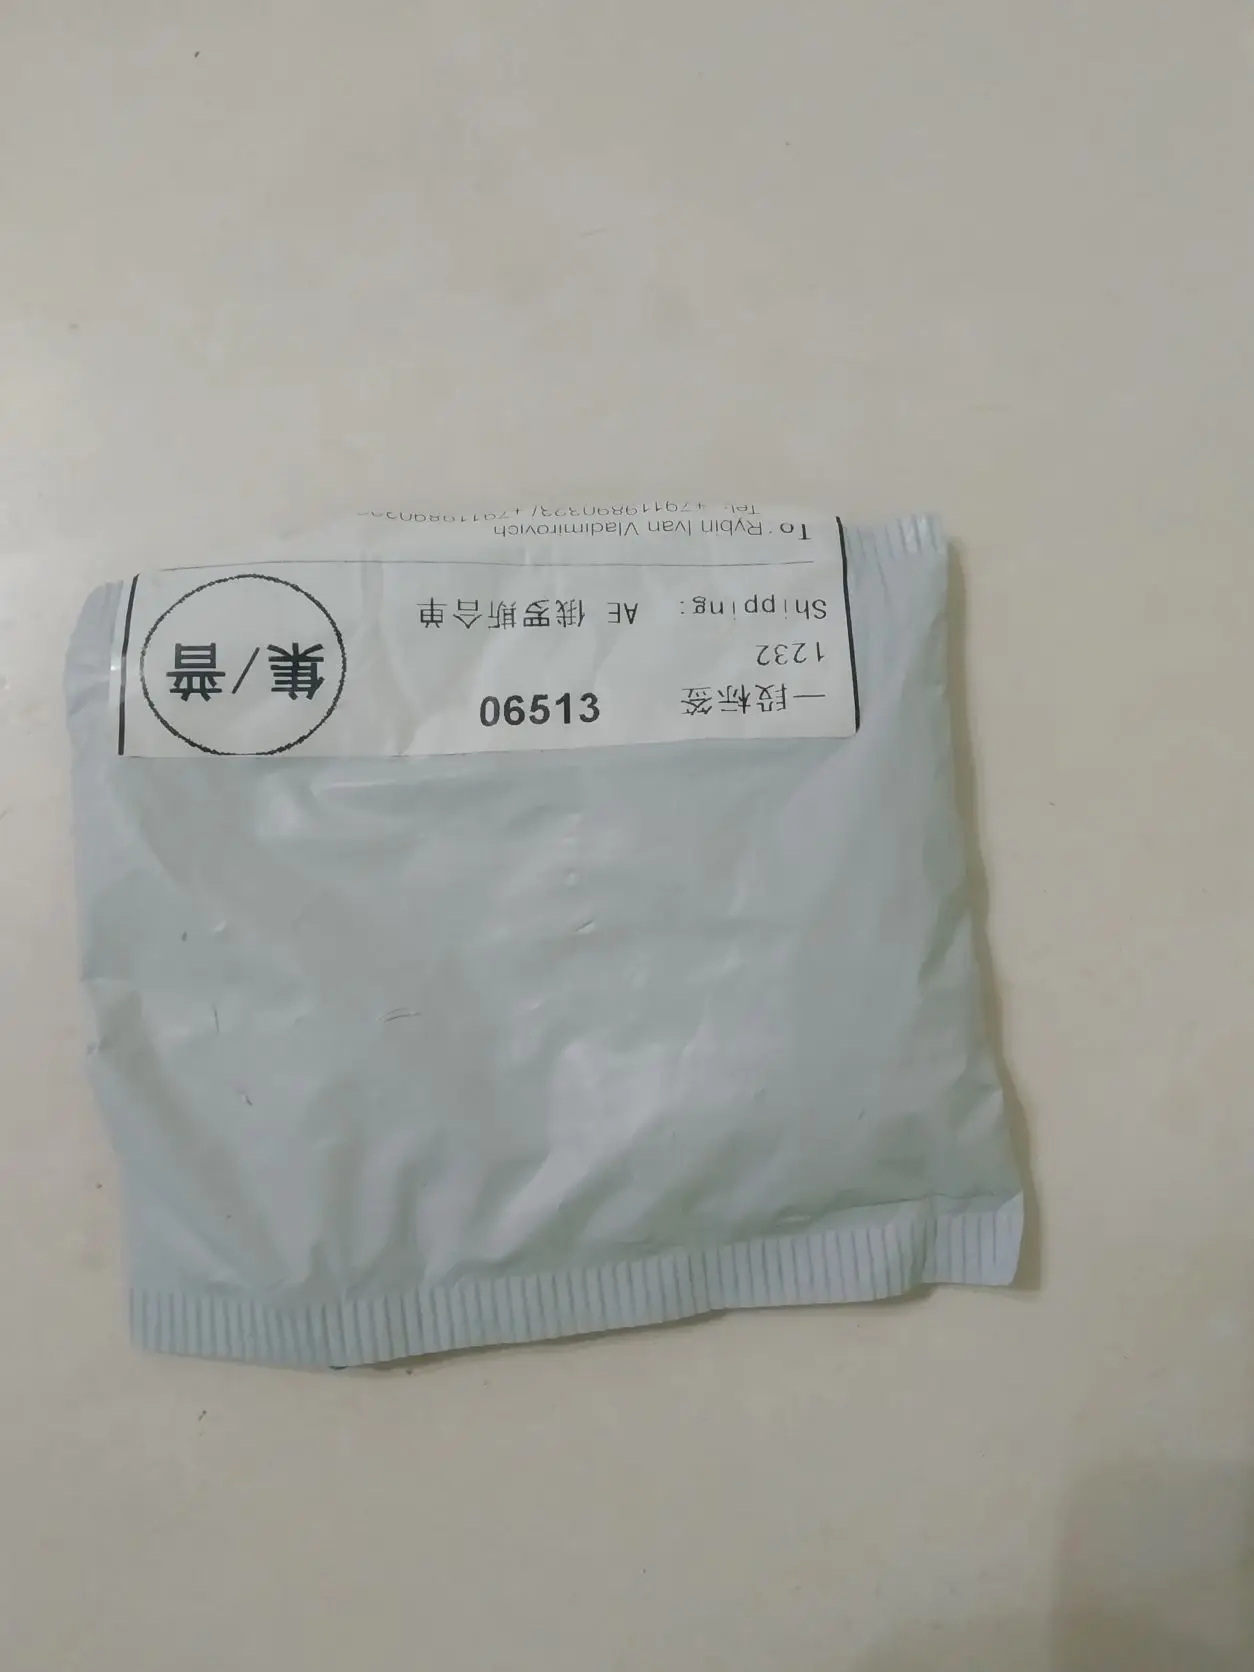 一段标签 06513
1232
Shipping: AE 俄罗斯合单
集/普
To:Rybin Ivan Vladimirovich
Tel: